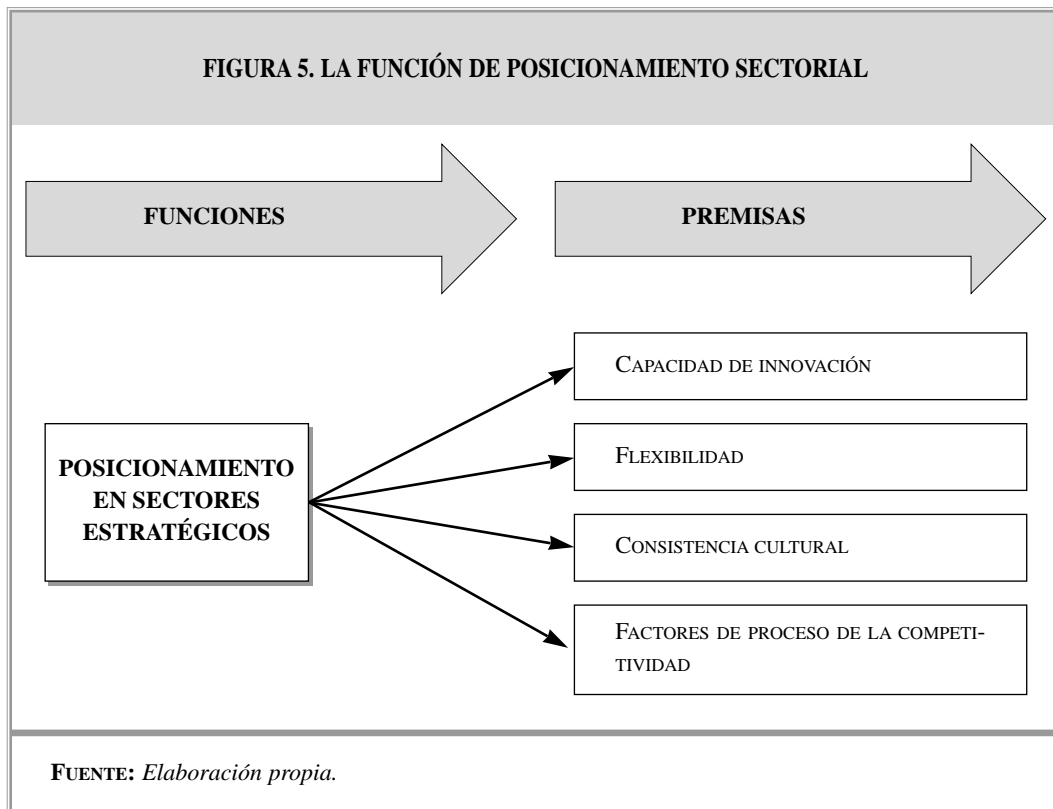 FIGURA 5. LA FUNCIÓN DE POSICIONAMIENTO SECTORIAL
FUNCIONES
PREMISAS
POSICIONAMIENTO
EN SECTORES
ESTRATÉGICOS
CAPACIDAD DE INNOVACIÓN
FLEXIBILIDAD
CONSISTENCIA CULTURAL
FACTORES DE PROCESO DE LA COMPETI-
TIVIDAD
FUENTE: Elaboración propia.